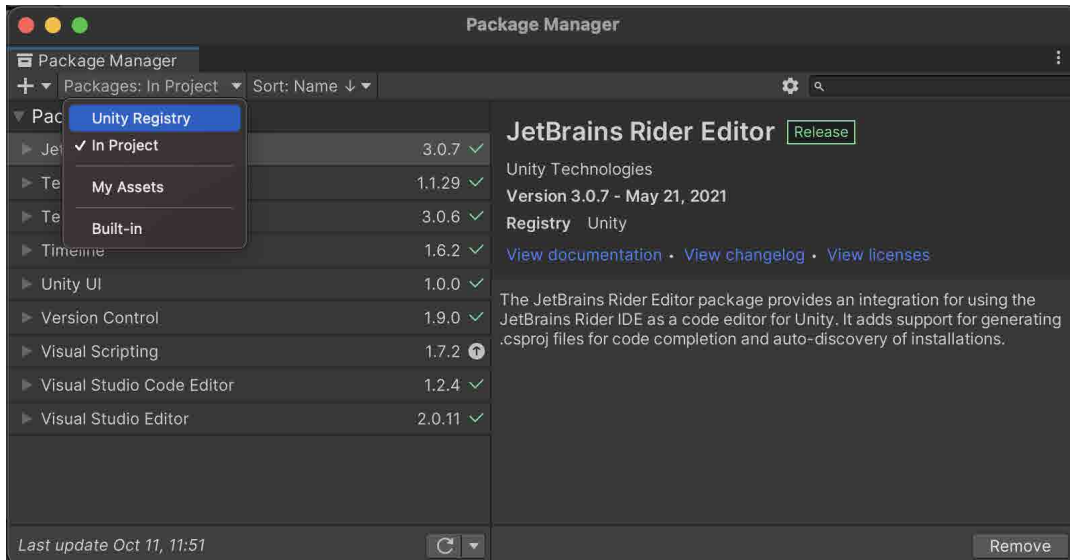 Package Manager
Package Manager
Packages: In Project Sort: Name ↓
Unity Registry
In Project
My Assets
Built-in
3.0.7
1.1.29
3.0.6
Timeline 1.6.2
Unity UI 1.0.0
Version Control 1.9.0
Visual Scripting 1.7.2
Visual Studio Code Editor 1.2.4
Visual Studio Editor 2.0.11
Last update Oct 11, 11:51
JetBrains Rider Editor Release
Unity Technologies
Version 3.0.7 - May 21, 2021
Registry Unity
View documentation • View changelog • View licenses
The JetBrains Rider Editor package provides an integration for using the
JetBrains Rider IDE as a code editor for Unity. It adds support for generating
.csproj files for code completion and auto-discovery of installations.
Remove